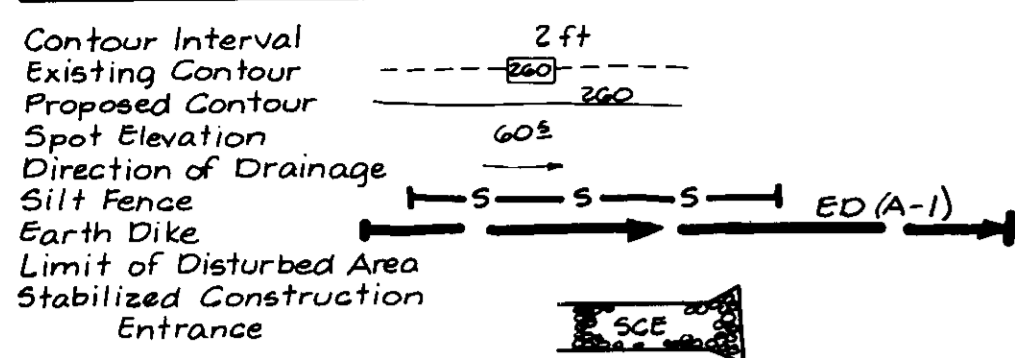 Contour Interval 2 ft
Existing Contour 260
Proposed Contour 260
Spot Elevation 60⁵
Direction of Drainage
Silt Fence S S S
Earth Dike ED (A-1)
Limit of Disturbed Area
Stabilized Construction
Entrance SCE